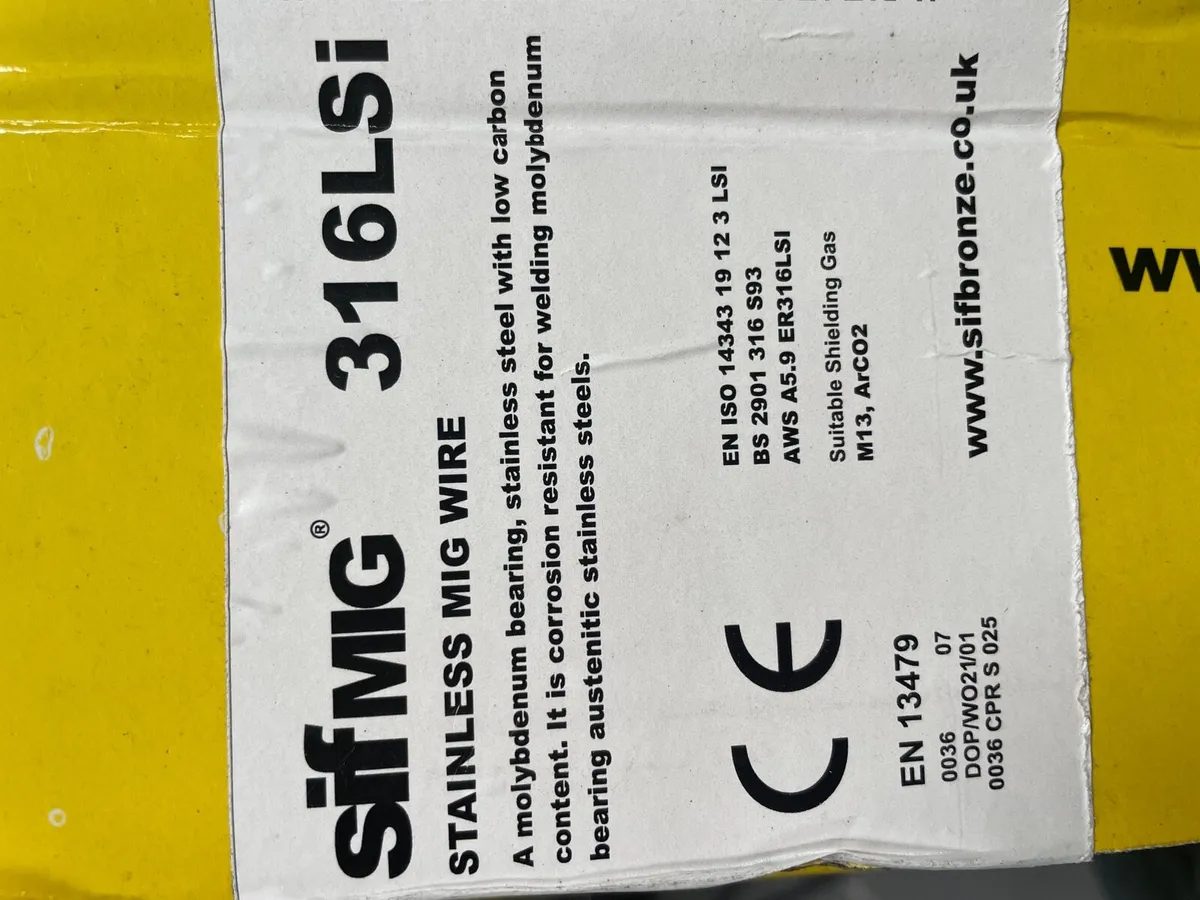 sifMIG® 316LSi
STAINLESS MIG WIRE
A molybdenum bearing, stainless steel with low carbon
content. It is corrosion resistant for welding molybdenum
bearing austenitic stainless steels.
EN ISO 14343 19 12 3 LSI
BS 2901 316 S93
AWS A5.9 ER316LSI
Suitable Shielding Gas
M13, ArCO2
CE
EN 13479
0036 07
DOP/WO21/01
0036 CPR S 025
www.sifbronze.co.uk